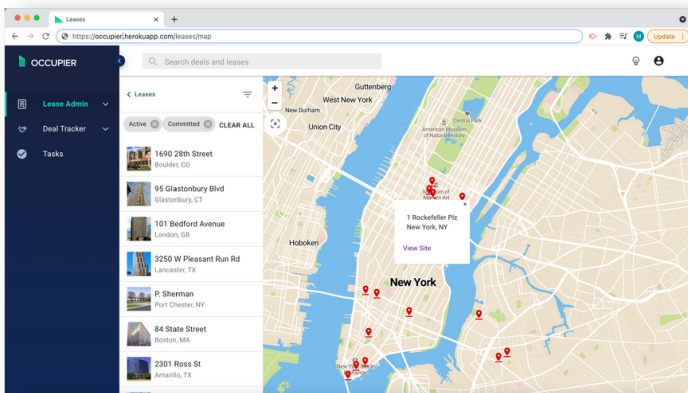 Leases
https://occupier.herokuapp.com/leases/map
M
Update
OCCUPIER
Search deals and leases
Lease Admin
Deal Tracker
Tasks
Leases
Active
Committed
CLEAR ALL
1690 28th Street
Boulder, CO
95 Glastonbury Blvd
Glastonbury, CT
101 Bedford Avenue
London, GB
3250 W Pleasant Run Rd
Lancaster, TX
P. Sherman
Port Chester, NY
84 State Street
Boston, MA
2301 Ross St
Amarillo, TX
Guttenberg
West New York
New Durham
Union City
Central Park
American Museum
of Natural History
Hoboken
1 Rockefeller Plz
New York, NY
View Site
New York